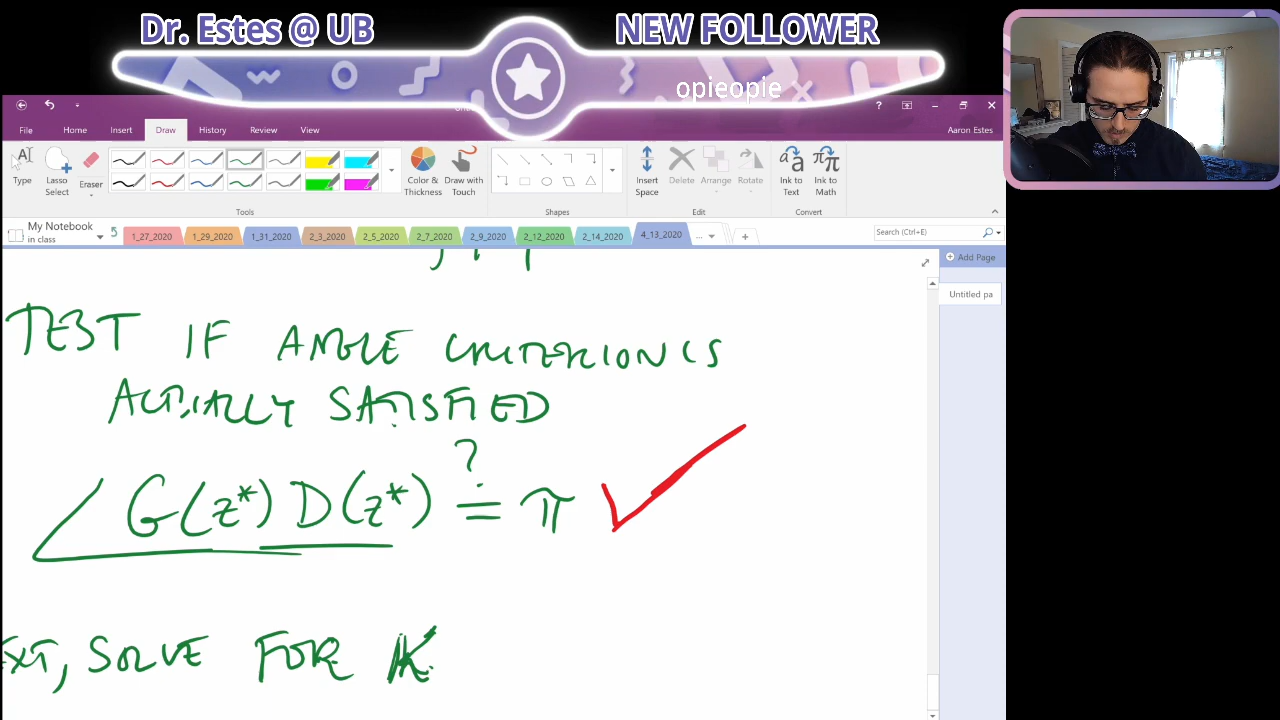 Dr. Estes @ UB
NEW FOLLOWER
opieopie
?
Aaron Estes
File Home Insert Draw History Review View
Type
Lasso Select
Eraser
Color & Thickness
Draw with Touch
Insert Space
Delete
Arrange
Rotate
Ink to Text
Ink to Math
Tools
Shapes
Edit
Convert
My Notebook
in class
1_27_2020 1_29_2020 1_31_2020 2_3_2020 2_5_2020 2_7_2020 2_9_2020 2_12_2020 2_14_2020 4_13_2020 ...
Search (Ctrl+E)
Add Page
Untitled pa
TEST IF ANGLE CRITERION IS
ACTUALLY SATISFIED
∠G(z*) D(z*) ≟ π ✓
EXT, SOLVE FOR K.